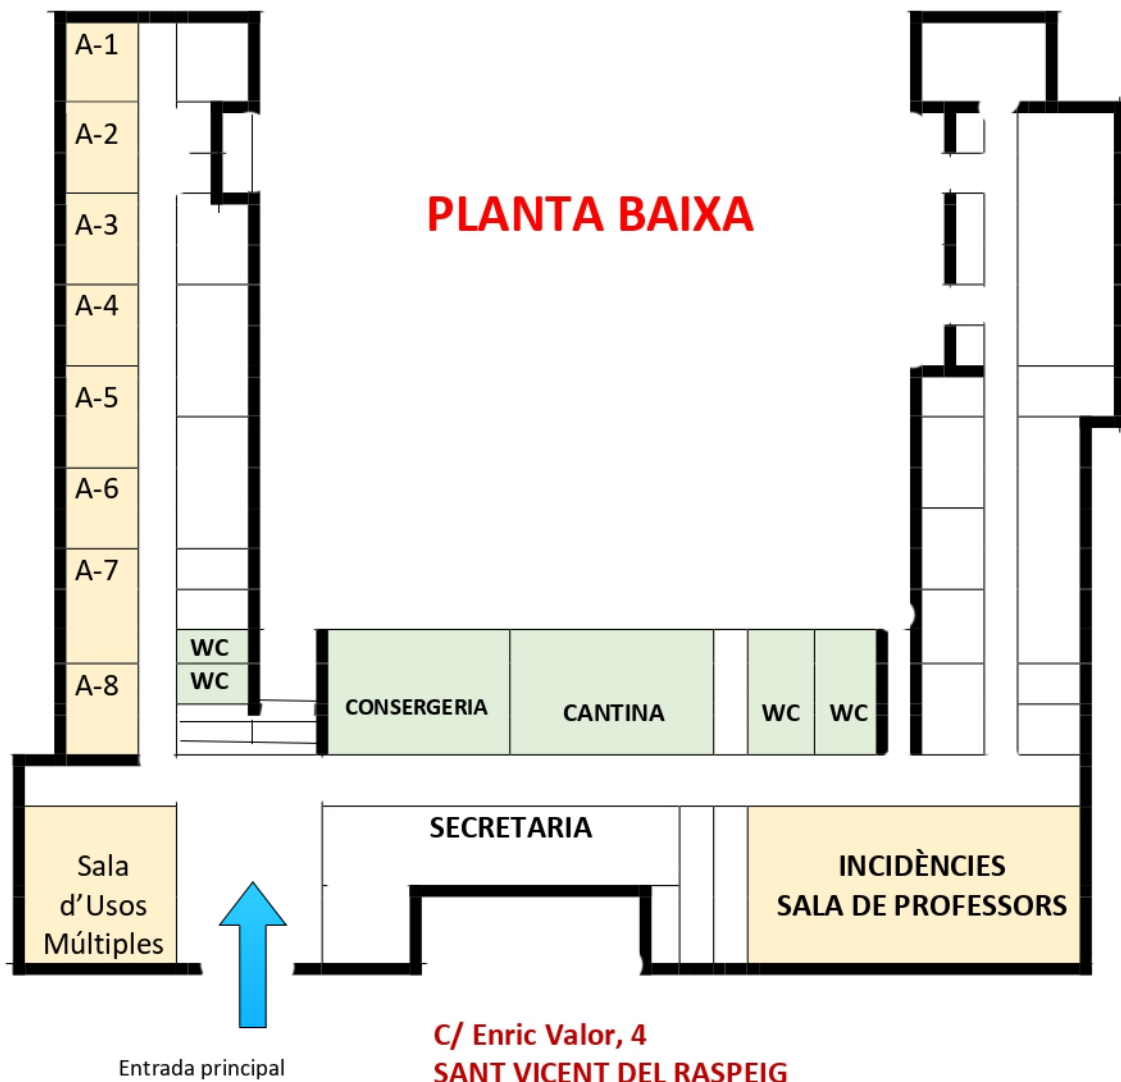 A-1
A-2
PLANTA BAIXA
A-3
A-4
A-5
A-6
A-7
WC
WC
A-8
CONSERGERIA
CANTINA
WC
WC
SECRETARIA
Sala
d’Usos
Múltiples
INCIDÈNCIES
SALA DE PROFESSORS
Entrada principal
C/ Enric Valor, 4
SANT VICENT DEL RASPEIG